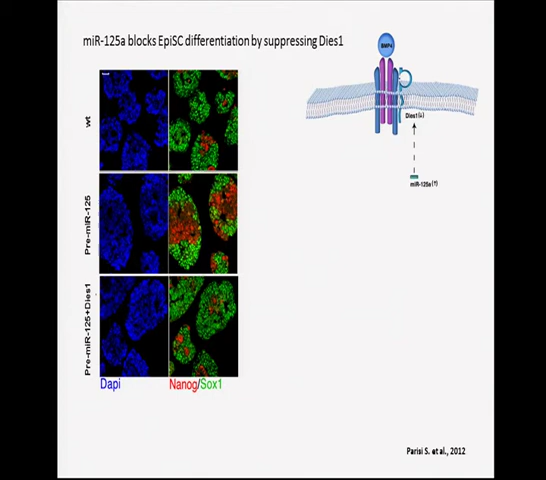 miR-125a blocks EpiSC differentiation by suppressing Dies1
BMP4
Dies1(↓)
miR-125a(↑)
wt
Pre-miR-125
Pre-miR-125+Dies1
Dapi
Nanog/Sox1
Parisi S. et al., 2012